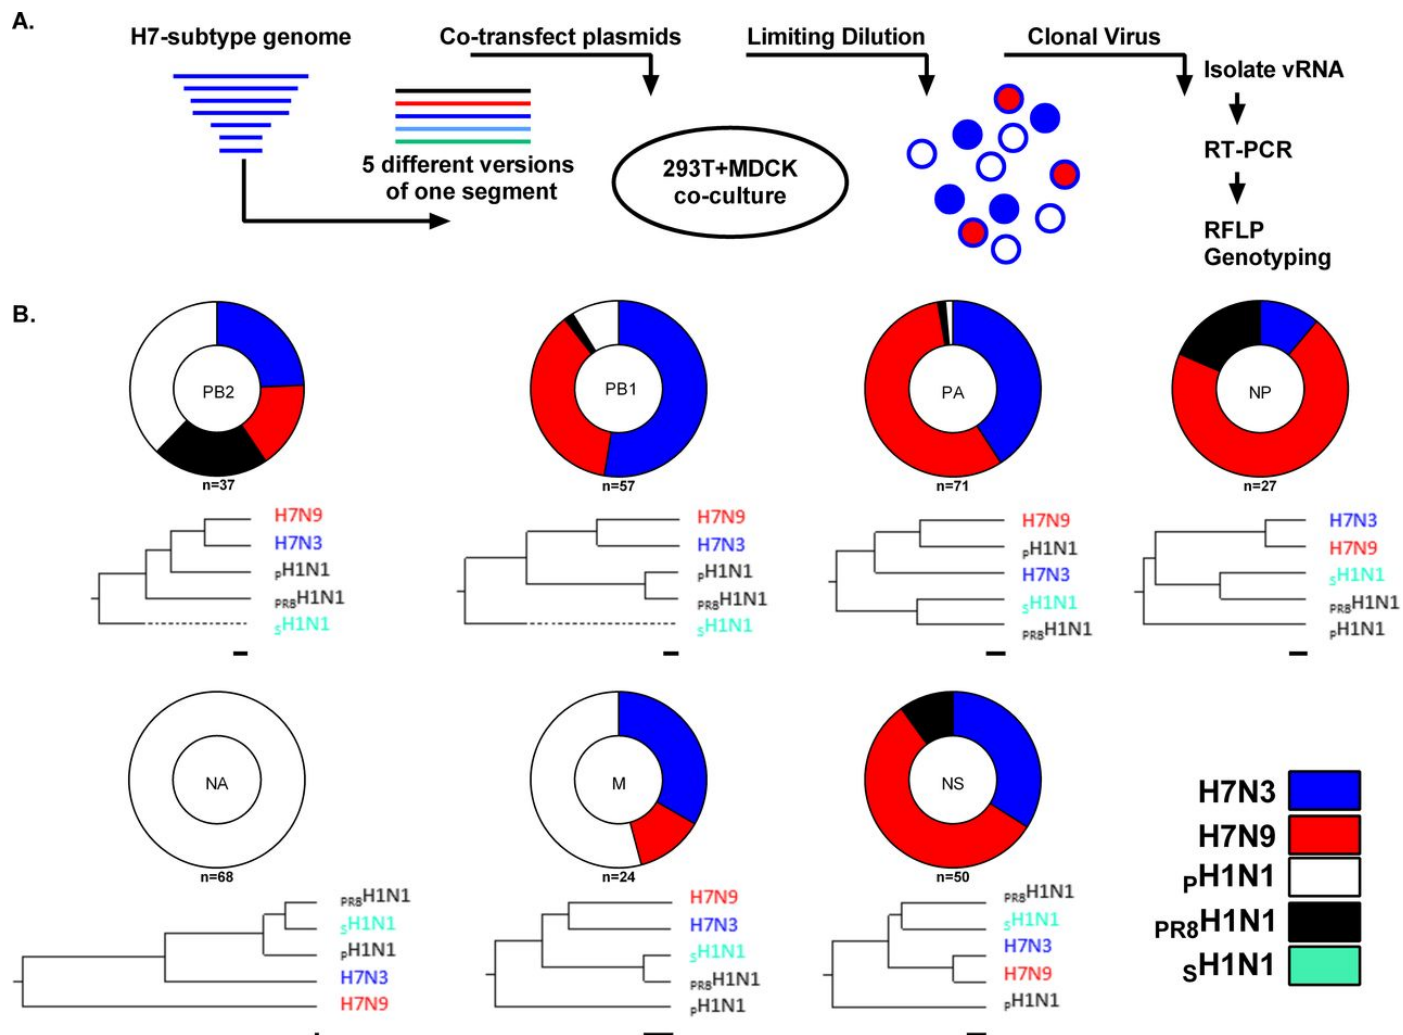 A.
H7-subtype genome
Co-transfect plasmids
Limiting Dilution
Clonal Virus
5 different versions
of one segment
293T+MDCK
co-culture
Isolate vRNA
RT-PCR
RFLP
Genotyping
B.
PB2
n=37
H7N9
H7N3
PH1N1
PR8H1N1
SH1N1
PB1
n=57
H7N9
H7N3
PH1N1
PR8H1N1
SH1N1
PA
n=71
H7N9
PH1N1
H7N3
SH1N1
PR8H1N1
NP
n=27
H7N3
H7N9
SH1N1
PR8H1N1
PH1N1
NA
n=68
PR8H1N1
SH1N1
PH1N1
H7N3
H7N9
M
n=24
H7N9
H7N3
SH1N1
PR8H1N1
PH1N1
NS
n=50
PR8H1N1
SH1N1
H7N3
H7N9
PH1N1
H7N3
H7N9
PH1N1
PR8H1N1
SH1N1